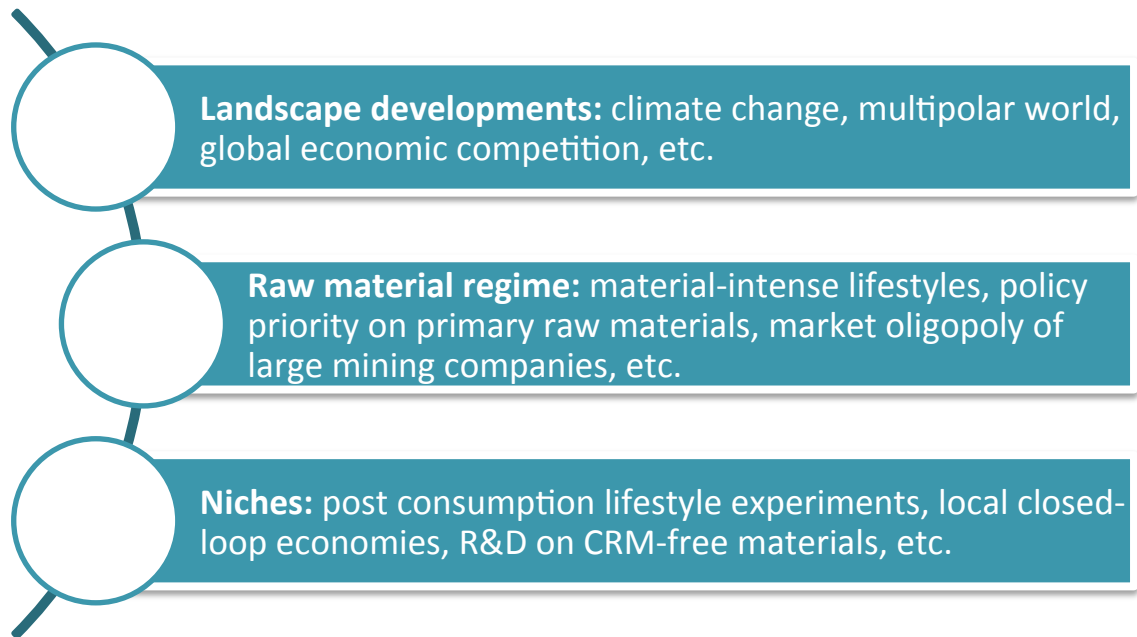 Landscape developments: climate change, multipolar world,
global economic competition, etc.
Raw material regime: material-intense lifestyles, policy
priority on primary raw materials, market oligopoly of
large mining companies, etc.
Niches: post consumption lifestyle experiments, local closed-
loop economies, R&D on CRM-free materials, etc.